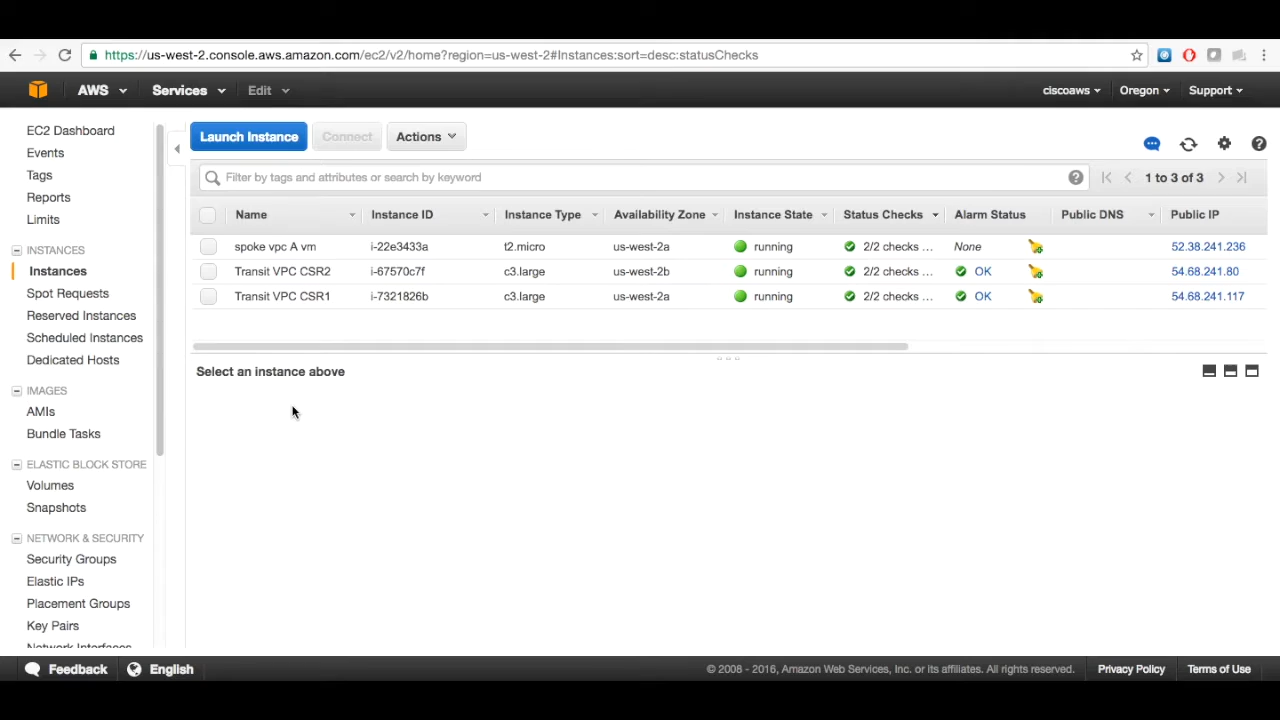 https://us-west-2.console.aws.amazon.com/ec2/v2/home?region=us-west-2#Instances:sort=desc:statusChecks
AWS Services Edit ciscoaws Oregon Support
EC2 Dashboard
Events
Tags
Reports
Limits
INSTANCES
Instances
Spot Requests
Reserved Instances
Scheduled Instances
Dedicated Hosts
IMAGES
AMIs
Bundle Tasks
ELASTIC BLOCK STORE
Volumes
Snapshots
NETWORK & SECURITY
Security Groups
Elastic IPs
Placement Groups
Key Pairs
Network Interfaces
Launch Instance Connect Actions
Filter by tags and attributes or search by keyword 1 to 3 of 3
Name Instance ID Instance Type Availability Zone Instance State Status Checks Alarm Status Public DNS Public IP
spoke vpc A vm i-22e3433a t2.micro us-west-2a running 2/2 checks ... None 52.38.241.236
Transit VPC CSR2 i-67570c7f c3.large us-west-2b running 2/2 checks ... OK 54.68.241.80
Transit VPC CSR1 i-7321826b c3.large us-west-2a running 2/2 checks ... OK 54.68.241.117
Select an instance above
Feedback English © 2008 - 2016, Amazon Web Services, Inc. or its affiliates. All rights reserved. Privacy Policy Terms of Use